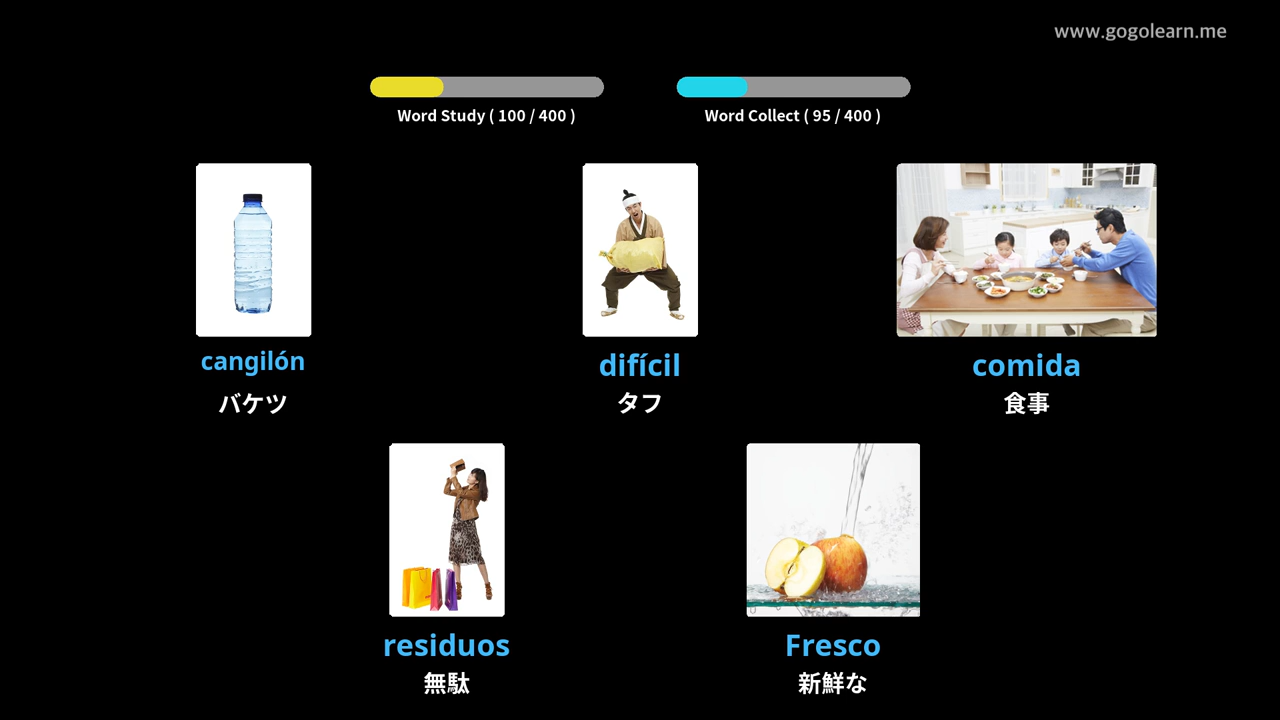 www.gogolearn.me
Word Study ( 100 / 400 )
Word Collect ( 95 / 400 )
cangilón
バケツ
difícil
タフ
comida
食事
residuos
無駄
Fresco
新鮮な